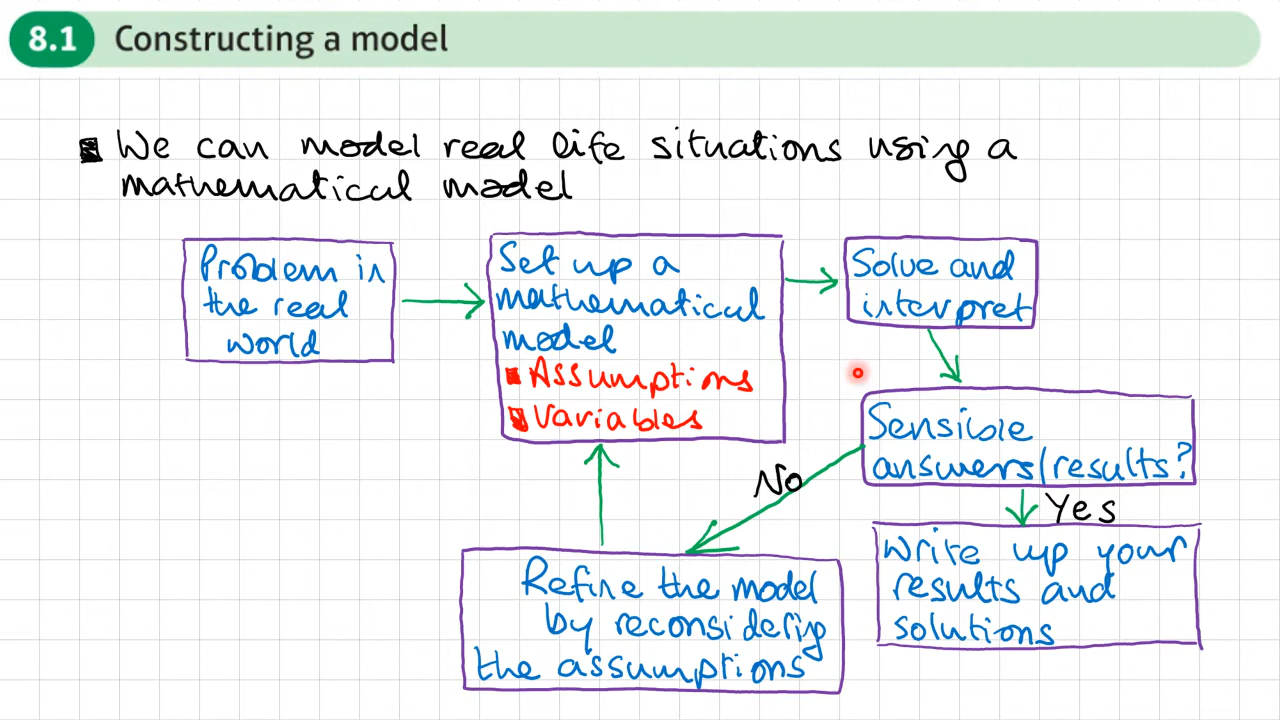 8.1 Constructing a model
We can model real life situations using a
mathematical model
Problem in
the real
world
Set up a
mathematical
model
Assumptions
Variables
Solve and
interpret
Sensible
answers/results?
No
Yes
Refine the model
by reconsidering
the assumptions
Write up your
results and
solutions